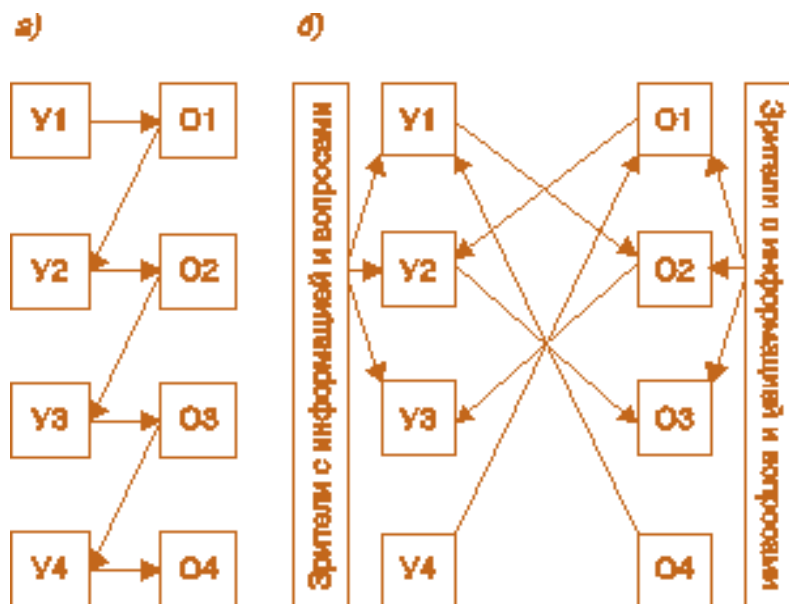 а) б)
У1 О1
У2 О2
У3 О3
У4 О4
Зрители с информацией и вопросами
У1 О1
У2 О2
У3 О3
У4 О4
Зрители с информацией и вопросами